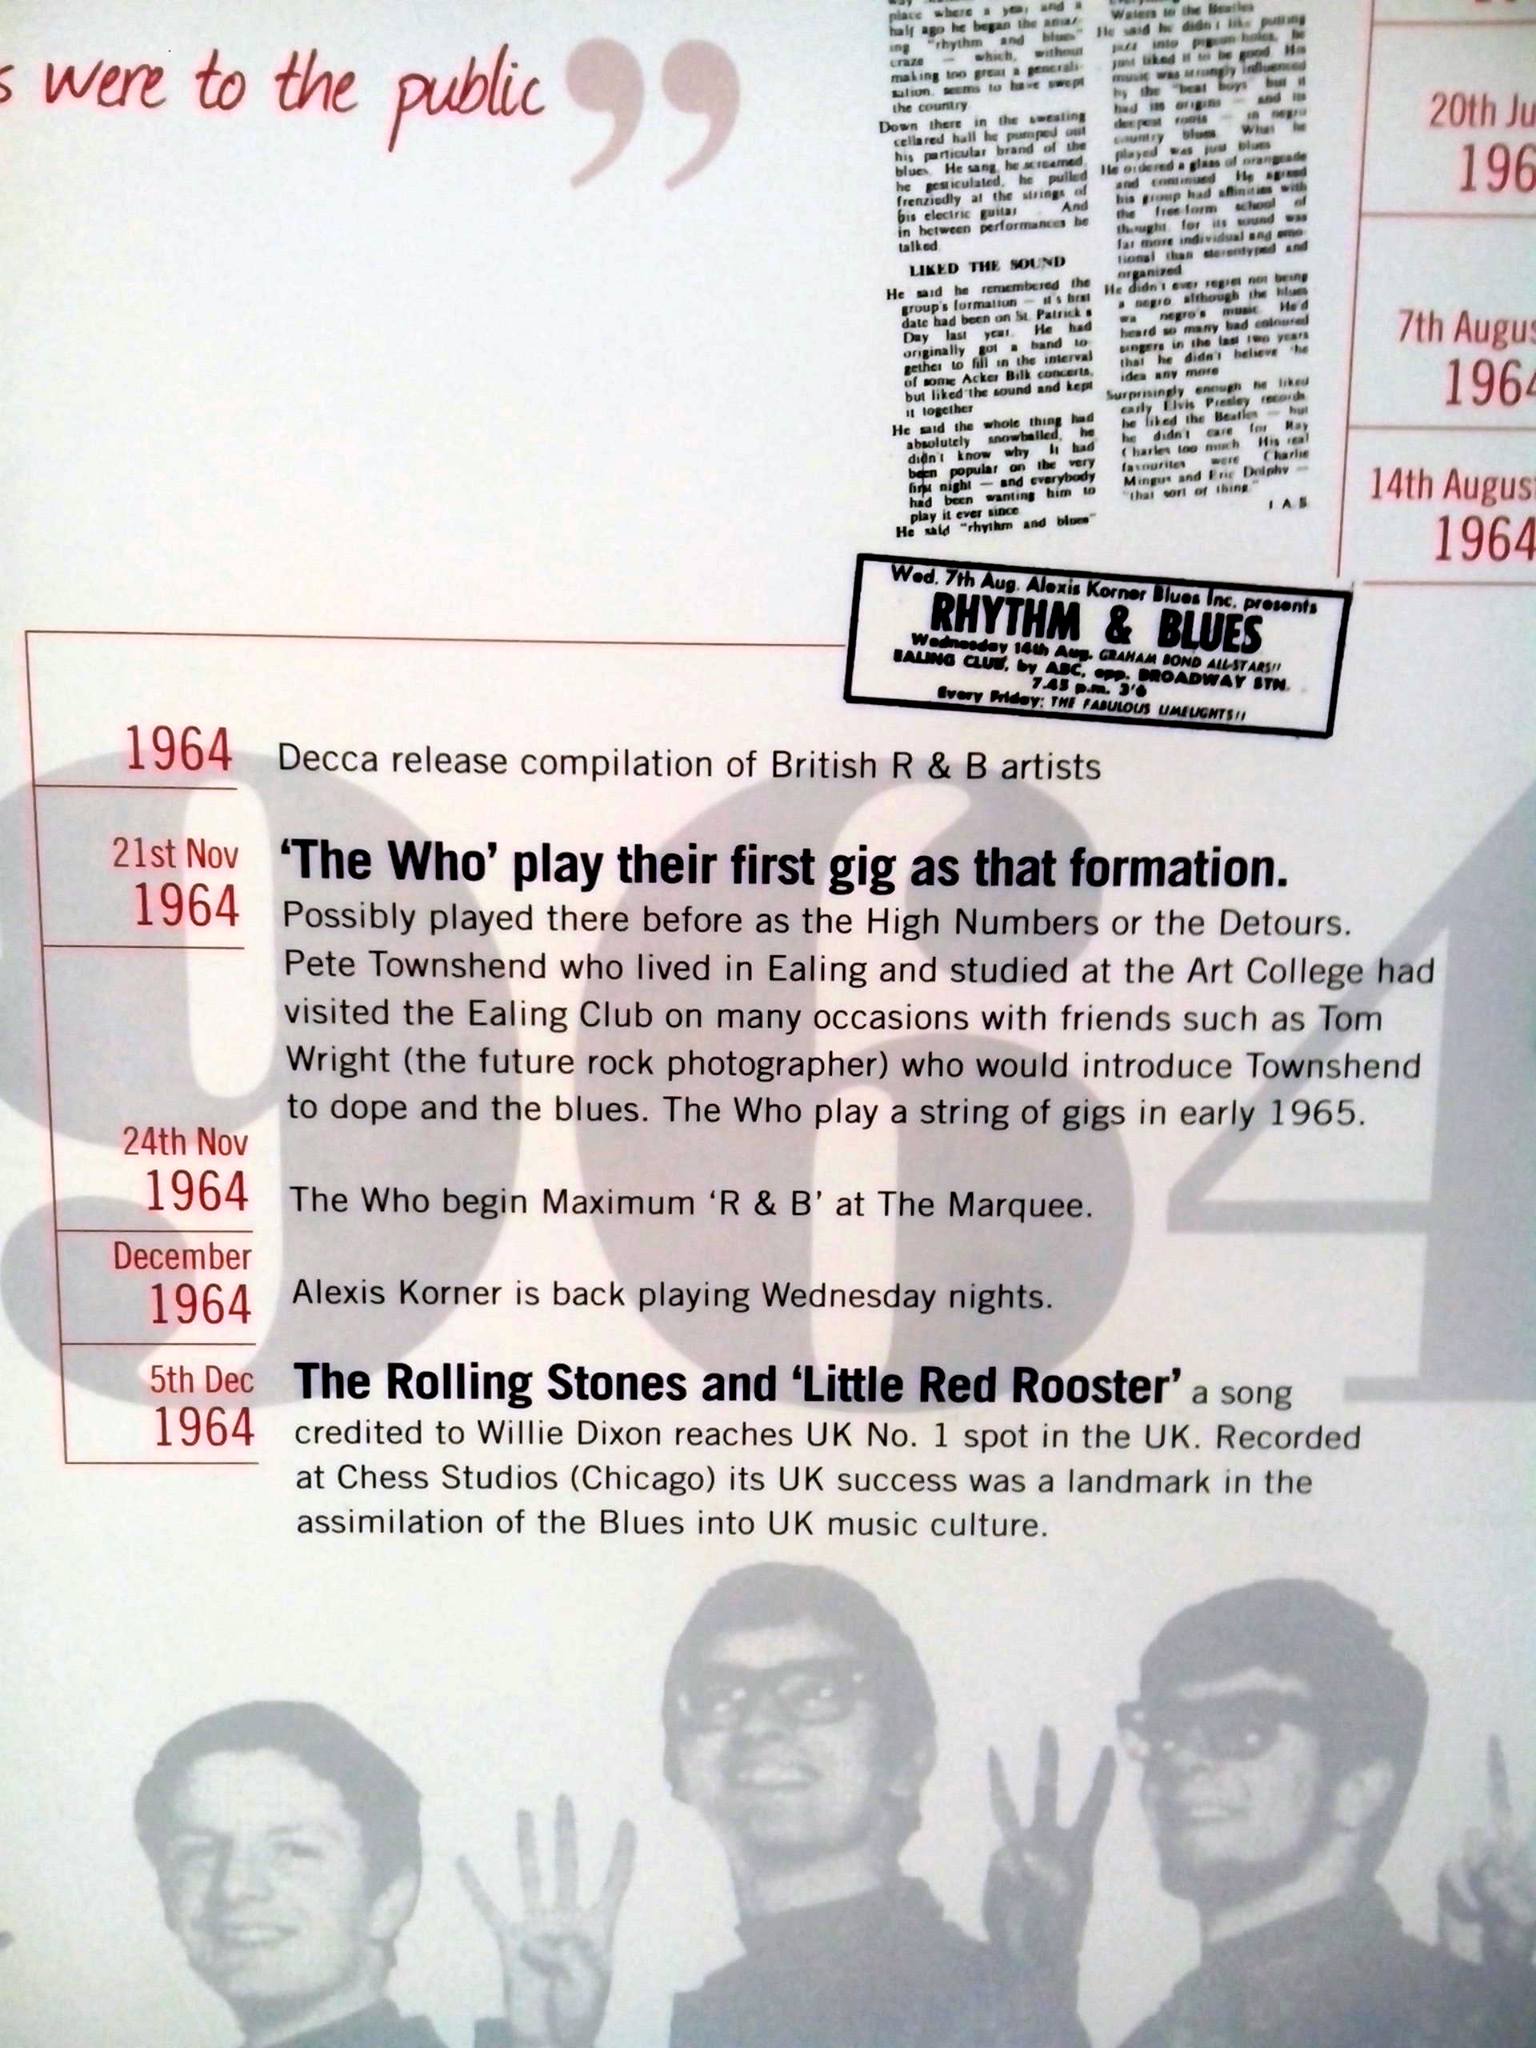 s were to the public ”
place where a year and a
half ago he began the amaz-
ing "rhythm and blues"
craze — which, without
making too great a generali-
sation, seems to have swept
the country
Down there in the sweating
cellared hall he pumped out
his particular brand of the
blues. He sang, he screamed,
he gesticulated, he pulled
frenziedly at the strings of
his electric guitar. And
in between performances he
talked
LIKED THE SOUND
He said he remembered the
group's formation — it's first
date had been on St. Patrick s
Day last year. He had
originally got a band to-
gether to fill in the interval
of some Acker Bilk concerts,
but liked the sound and kept
it together
He said the whole thing had
absolutely snowballed, he
didn't know why. It had
been popular on the very
first night — and everybody
had been wanting him to
play it ever since
He said "rhythm and blues"
Waters to the Beatles
He said he didn't like putting
jazz into pigeon-holes, he
just liked it to be good. His
music was strongly influenced
by the "beat boys" but it
had its origins — and its
deepest roots — in negro
country blues. What he
played was just blues
He ordered a glass of orangeade
and continued. He agreed
his group had affinities with
the free-form school of
thought, for its sound was
far more individual and emo-
tional than stereotyped and
organized
He didn't ever regret not being
a negro although the blues
wa negro's music. He'd
heard so many bad coloured
singers in the last two years
that he didn't believe the
idea any more
Surprisingly enough he liked
early Elvis Presley records,
he liked the Beatles — but
he didn't care for Ray
Charles too much. His real
favourites were Charlie
Mingus and Eric Dolphy —
"that sort of thing."
I A.S
20th Ju
196
7th Augus
1964
14th August
1964
Wed. 7th Aug. Alexis Korner Blues Inc. presents
RHYTHM & BLUES
Wednesday 14th Aug. GRAHAM BOND ALL-STARS!!
EALING CLUB, by ABC, opp. BROADWAY STN.
7.45 p.m. 3'6
Every Friday: THE FABULOUS LIMELIGHTS!!
964
1964 Decca release compilation of British R & B artists
21st Nov
1964
‘The Who’ play their first gig as that formation.
Possibly played there before as the High Numbers or the Detours.
Pete Townshend who lived in Ealing and studied at the Art College had
visited the Ealing Club on many occasions with friends such as Tom
Wright (the future rock photographer) who would introduce Townshend
to dope and the blues. The Who play a string of gigs in early 1965.
24th Nov
1964 The Who begin Maximum ‘R & B’ at The Marquee.
December
1964 Alexis Korner is back playing Wednesday nights.
5th Dec
1964
The Rolling Stones and ‘Little Red Rooster’ a song
credited to Willie Dixon reaches UK No. 1 spot in the UK. Recorded
at Chess Studios (Chicago) its UK success was a landmark in the
assimilation of the Blues into UK music culture.